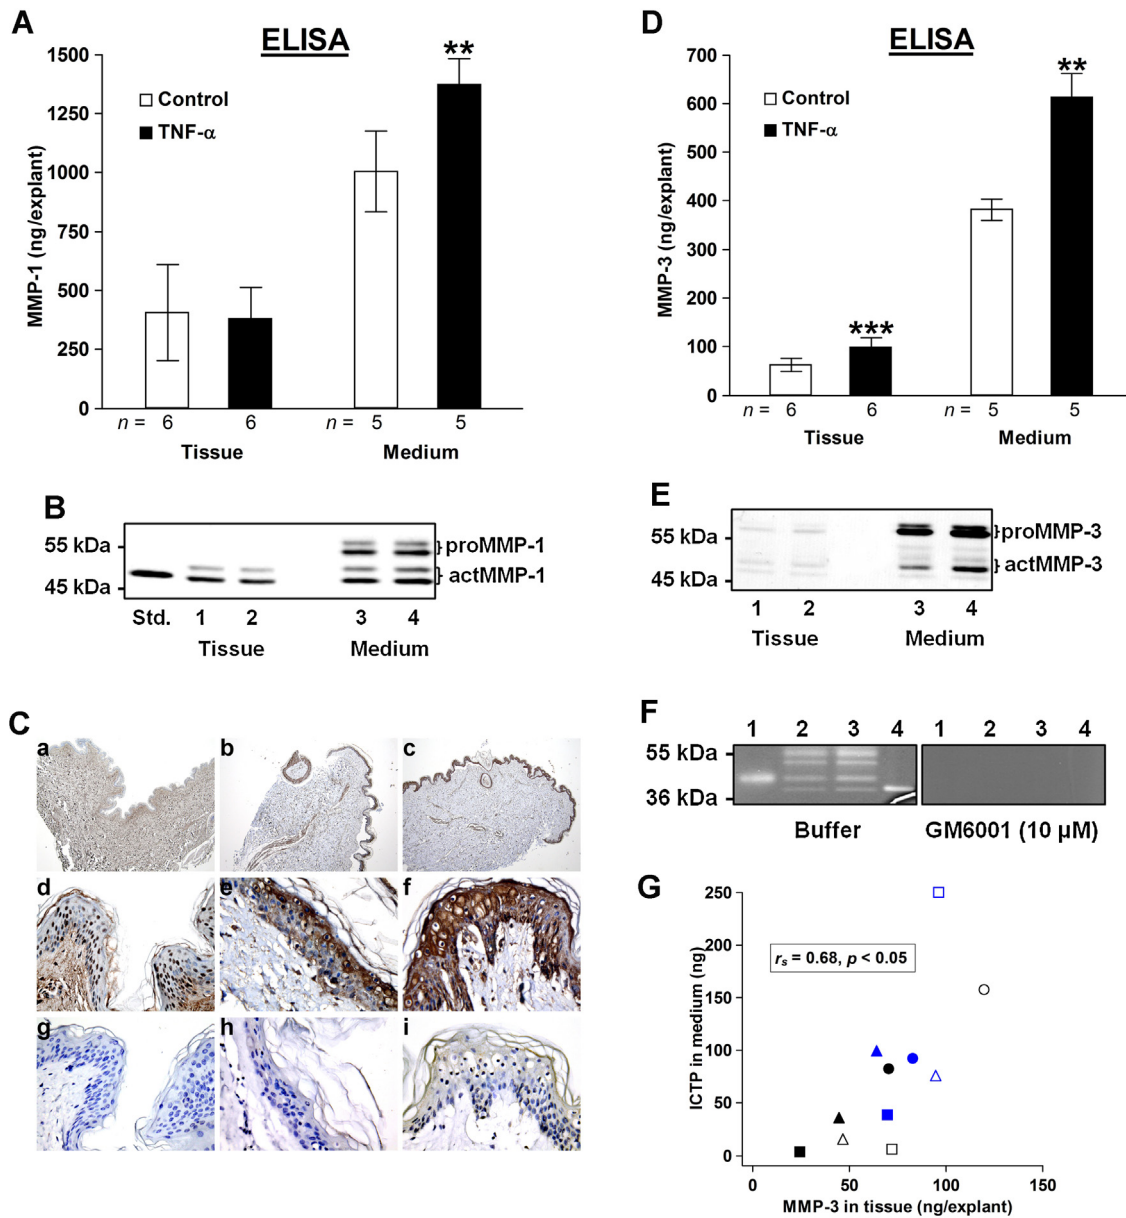 A
ELISA
1500
1250
1000
750
500
250
0
MMP-1 (ng/explant)
Control
TNF-α
**
n = 6 6 5 5
Tissue Medium
D
ELISA
700
600
500
400
300
200
100
0
MMP-3 (ng/explant)
Control
TNF-α
***
**
n = 6 6 n = 5 5
Tissue Medium
B
55 kDa
45 kDa
}proMMP-1
}actMMP-1
Std. 1 2 3 4
Tissue Medium
E
55 kDa
45 kDa
}proMMP-3
}actMMP-3
1 2 3 4
Tissue Medium
C
a b c
d e f
g h i
F
1 2 3 4 1 2 3 4
55 kDa
36 kDa
Buffer GM6001 (10 µM)
G
250
200
150
100
50
0
ICTP in medium (ng)
rs = 0.68, p < 0.05
0 50 100 150
MMP-3 in tissue (ng/explant)